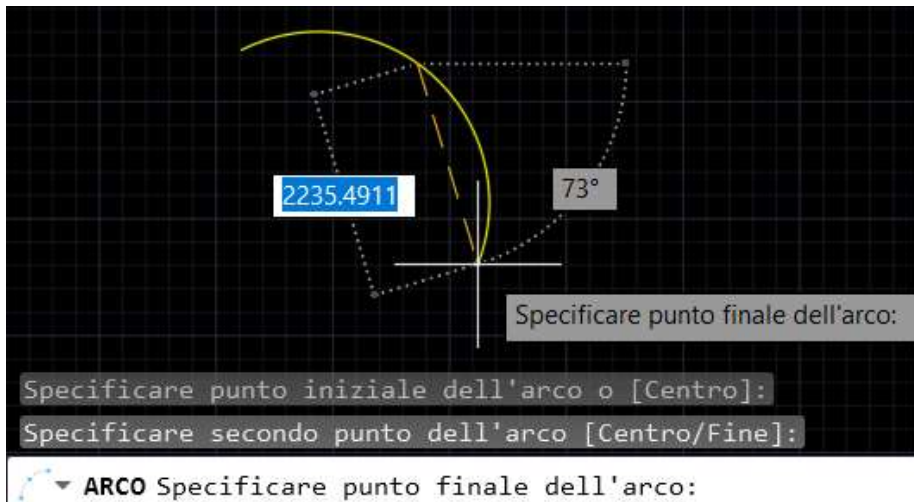 2235.4911
73°
Specificare punto finale dell'arco:
Specificare punto iniziale dell'arco o [Centro]:
Specificare secondo punto dell'arco [Centro/Fine]:
ARCO Specificare punto finale dell'arco: